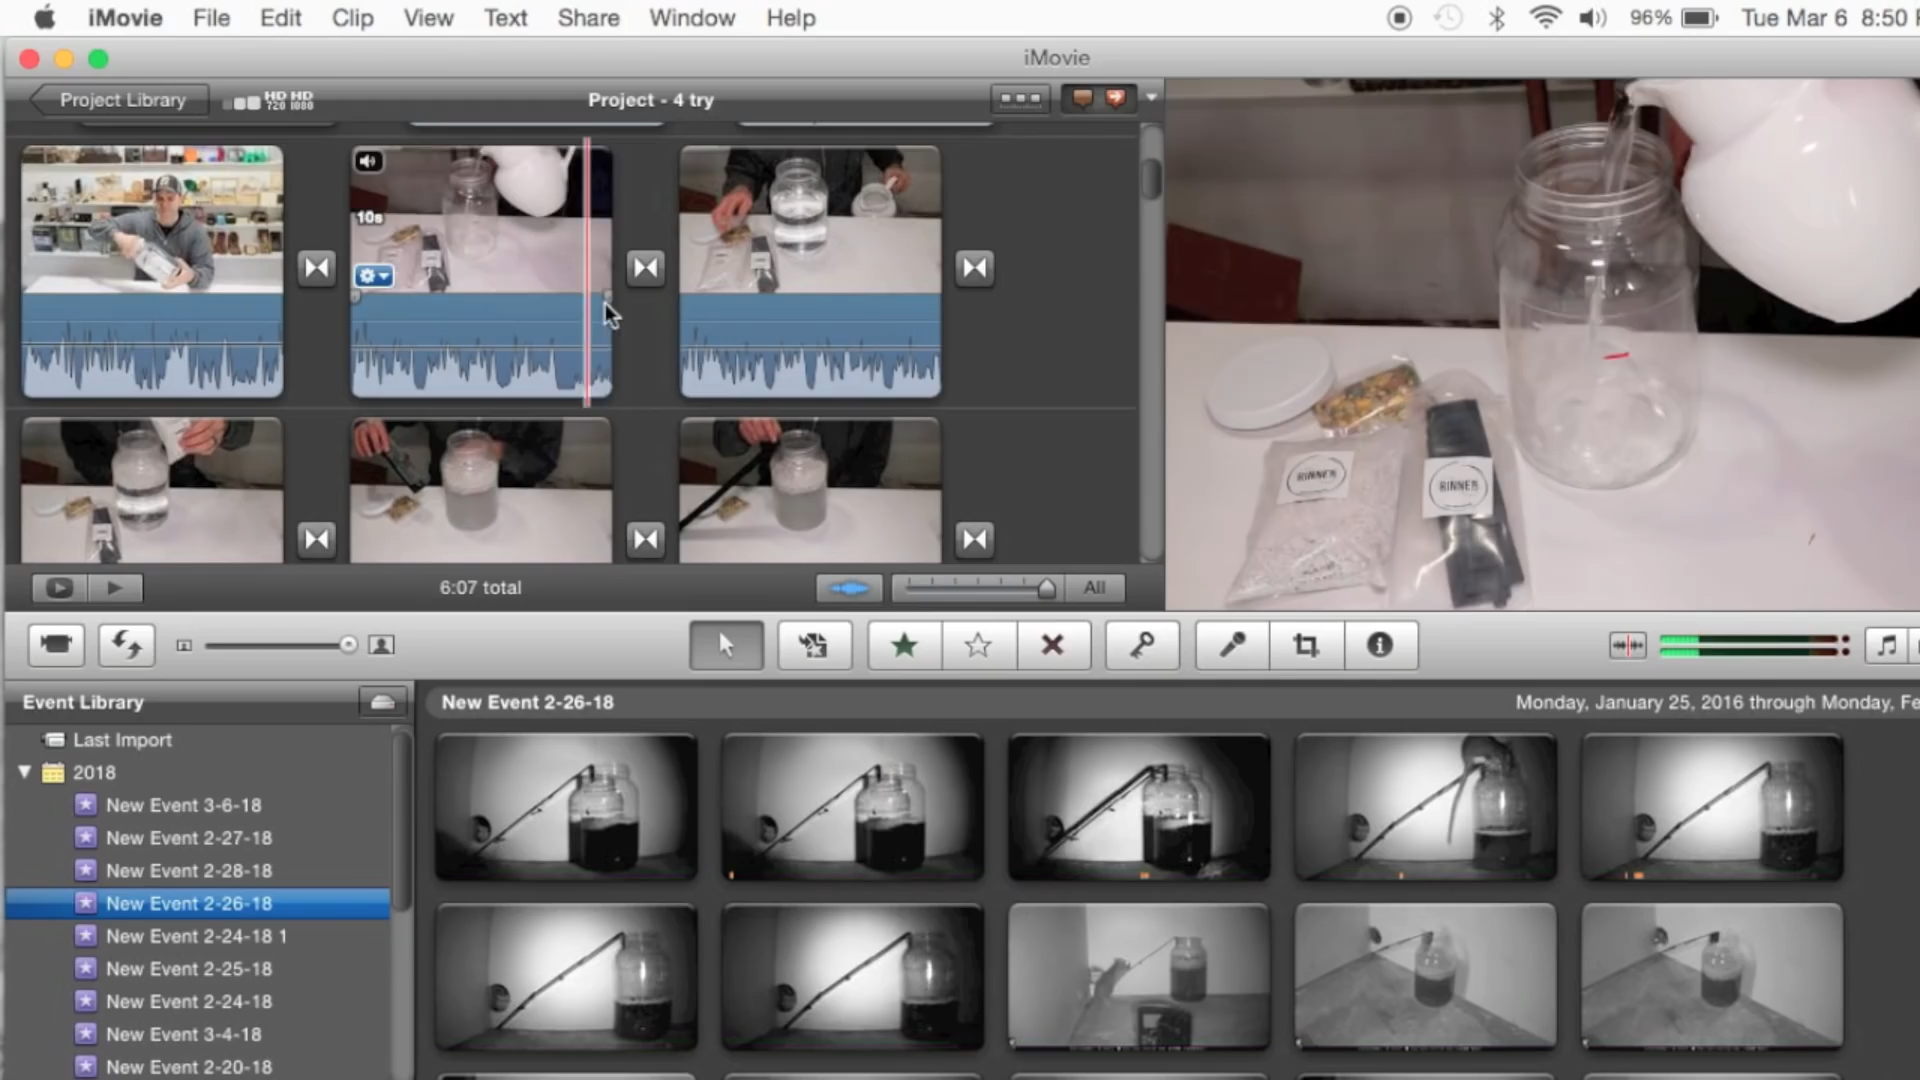 iMovie File Edit Clip View Text Share Window Help 96% Tue Mar 6 8:50
iMovie
Project Library HD HD Project - 4 try
720 1080
10s
RINNER
RINNER
6:07 total All
Event Library New Event 2-26-18 Monday, January 25, 2016 through Monday, Fe
Last Import
2018
New Event 3-6-18
New Event 2-27-18
New Event 2-28-18
New Event 2-26-18
New Event 2-24-18 1
New Event 2-25-18
New Event 2-24-18
New Event 3-4-18
New Event 2-20-18